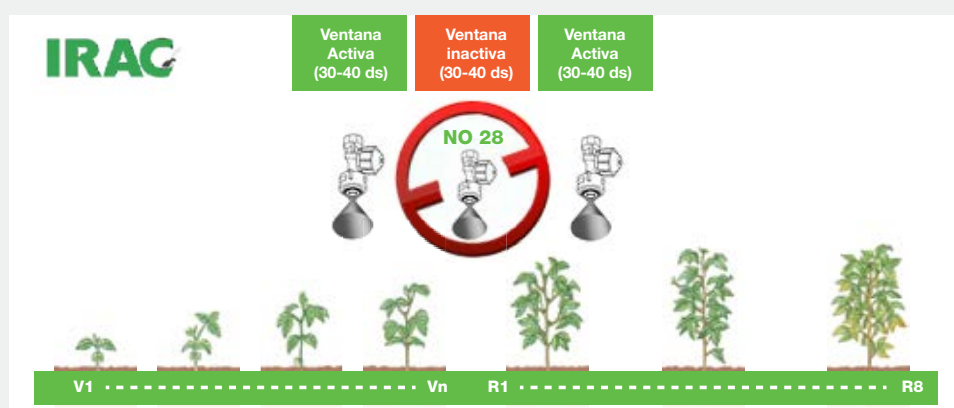 IRAC
Ventana
Activa
(30-40 ds)
Ventana
inactiva
(30-40 ds)
Ventana
Activa
(30-40 ds)
NO 28
V1
Vn
R1
R8